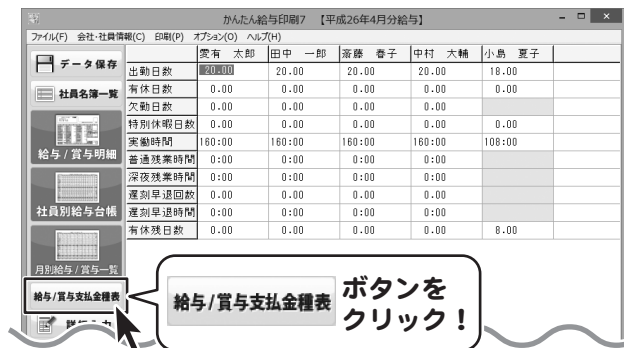 かんたん給与印刷7 【平成26年4月分給与】
ファイル(F) 会社・社員情報(C) 印刷(P) オプション(O) ヘルプ(H)
データ保存
社員名簿一覧
給与 / 賞与明細
社員別給与台帳
月別給与 / 賞与一覧
給与/賞与支払金種表
愛有 太郎 田中 一郎 斎藤 春子 中村 大輔 小島 夏子
出勤日数 20.00 20.00 20.00 20.00 18.00
有休日数 0.00 0.00 0.00 0.00 0.00
欠勤日数 0.00 0.00 0.00 0.00
特別休暇日数 0.00 0.00 0.00 0.00 0.00
実働時間 160:00 160:00 160:00 160:00 108:00
普通残業時間 0:00 0:00 0:00 0:00
深夜残業時間 0:00 0:00 0:00 0:00
遅刻早退回数 0.00 0.00 0.00 0.00
遅刻早退時間 0:00 0:00 0:00 0:00
有休残日数 0.00 0.00 0.00 0.00 8.00
給与/賞与支払金種表
ボタンを
クリック!